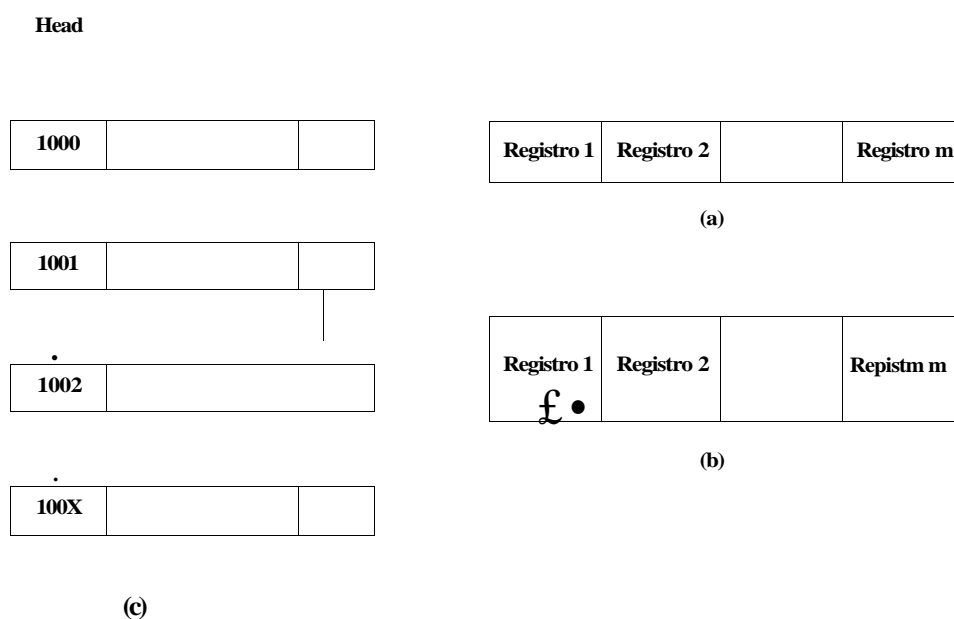 Head
1000
1001
1002
100X
(c)
Registro 1 Registro 2 Registro m
(a)
Registro 1 Registro 2 Repistm m
£ •
(b)